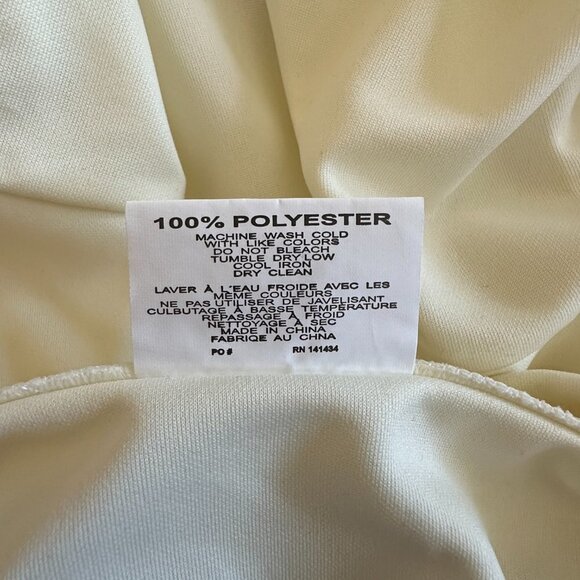 100% POLYESTER
MACHINE WASH COLD
WITH LIKE COLORS
DO NOT BLEACH
TUMBLE DRY LOW
COOL IRON
DRY CLEAN
LAVER À L'EAU FROIDE AVEC LES
MÊME COULEURS
NE PAS UTILISER DE JAVELISANT
CULBUTAGE A BASSE TEMPÉRATURE
REPASSAGE A FROID
NETTOYAGE A SEC
MADE IN CHINA
FABRIQE AU CHNA
PO # RN 141434